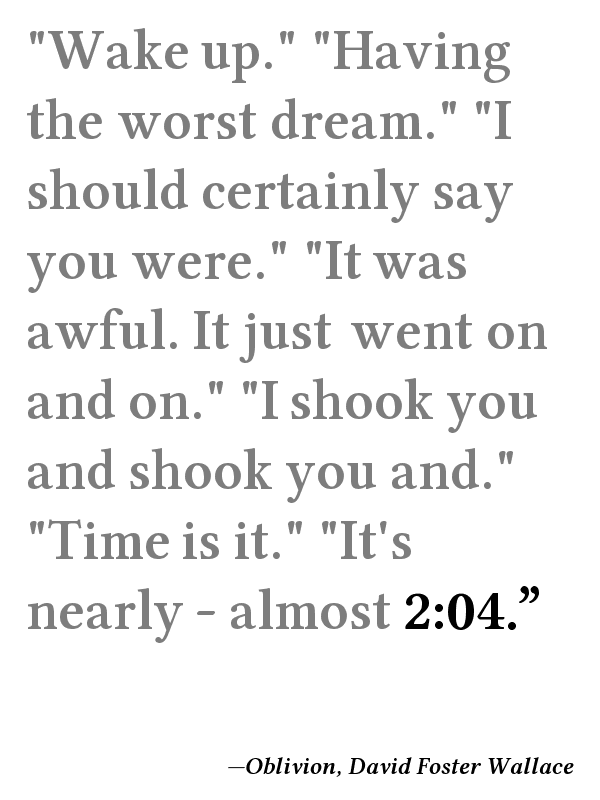 "Wake up." "Having
the worst dream." "I
should certainly say
you were." "It was
awful. It just went on
and on." "I shook you
and shook you and."
"Time is it." "It's
nearly - almost 2:04.”
—Oblivion, David Foster Wallace